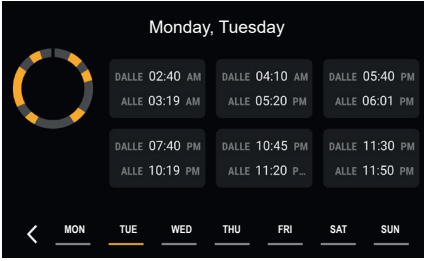 Monday, Tuesday
DALLE 02:40 AM
ALLE 03:19 AM
DALLE 04:10 AM
ALLE 05:20 PM
DALLE 05:40 PM
ALLE 06:01 PM
DALLE 07:40 PM
ALLE 10:19 PM
DALLE 10:45 PM
ALLE 11:20 P...
DALLE 11:30 PM
ALLE 11:50 PM
MON TUE WED THU FRI SAT SUN